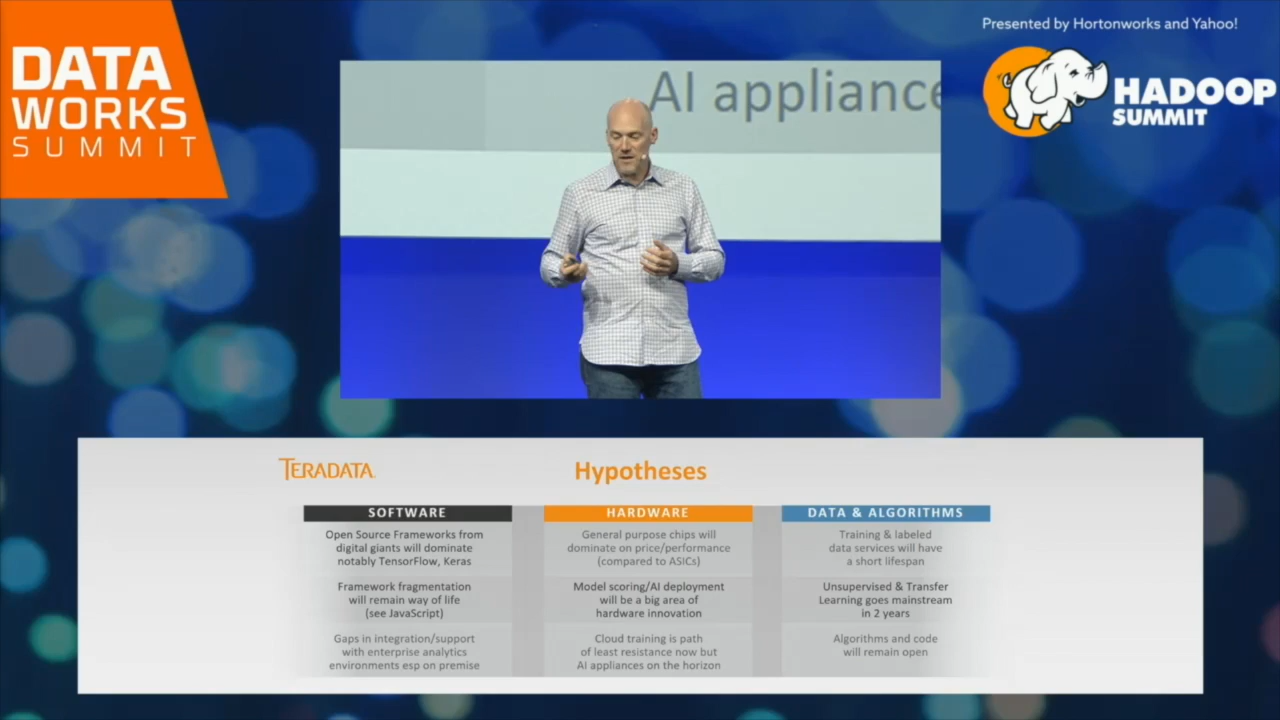 Presented by Hortonworks and Yahoo!
DATA
WORKS
SUMMIT
HADOOP
SUMMIT
AI appliance
TERADATA
Hypotheses
SOFTWARE
Open Source Frameworks from
digital giants will dominate
notably TensorFlow, Keras
Framework fragmentation
will remain way of life
(see JavaScript)
Gaps in integration/support
with enterprise analytics
environments esp on premise
HARDWARE
General purpose chips will
dominate on price/performance
(compared to ASICs)
Model scoring/AI deployment
will be a big area of
hardware innovation
Cloud training is path
of least resistance now but
AI appliances on the horizon
DATA & ALGORITHMS
Training & labeled
data services will have
a short lifespan
Unsupervised & Transfer
Learning goes mainstream
in 2 years
Algorithms and code
will remain open